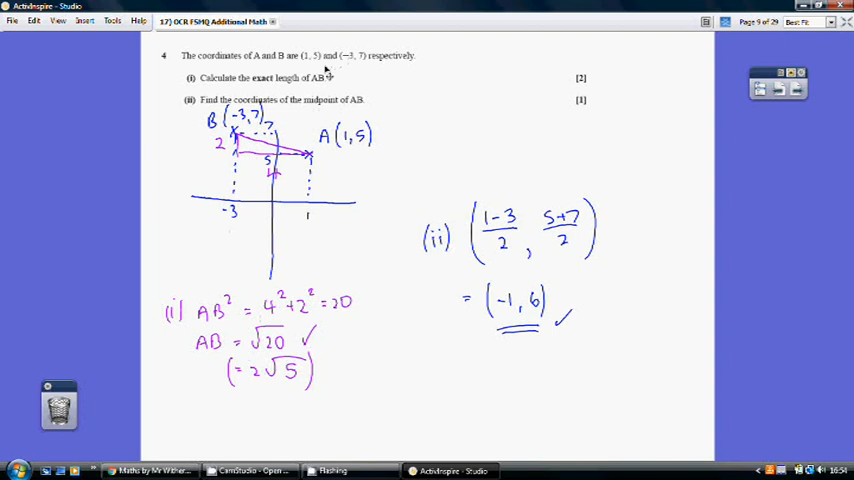 ActivInspire - Studio
File Edit View Insert Tools Help
17) OCR FSMQ Additional Math
Page 9 of 29
Best Fit
4 The coordinates of A and B are (1, 5) and (−3, 7) respectively.
(i) Calculate the exact length of AB. [2]
(ii) Find the coordinates of the midpoint of AB. [1]
B (-3,7)
7
A (1,5)
2
5
4
-3
1
(i) AB² = 4² + 2² = 20
AB = √20 ✓
(= 2√5)
(ii) (1-3/2, 5+7/2)
= (-1, 6) ✓
Maths by Mr Wither...
CamStudio - Open ...
Flashing
ActivInspire - Studio
16:54